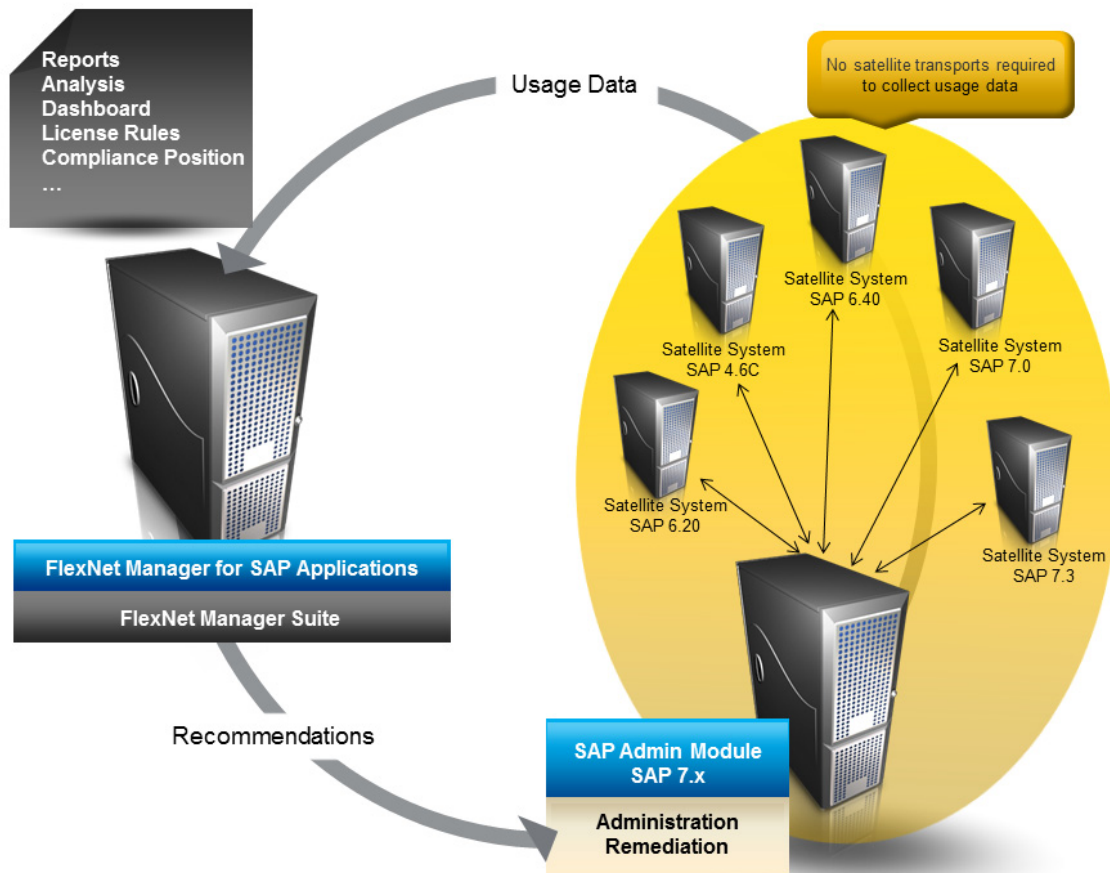 Reports
Analysis
Dashboard
License Rules
Compliance Position
…
Usage Data
No satellite transports required
to collect usage data
Satellite System
SAP 6.40
Satellite System
SAP 4.6C
Satellite System
SAP 7.0
Satellite System
SAP 6.20
Satellite System
SAP 7.3
FlexNet Manager for SAP Applications
FlexNet Manager Suite
Recommendations
SAP Admin Module
SAP 7.x
Administration
Remediation